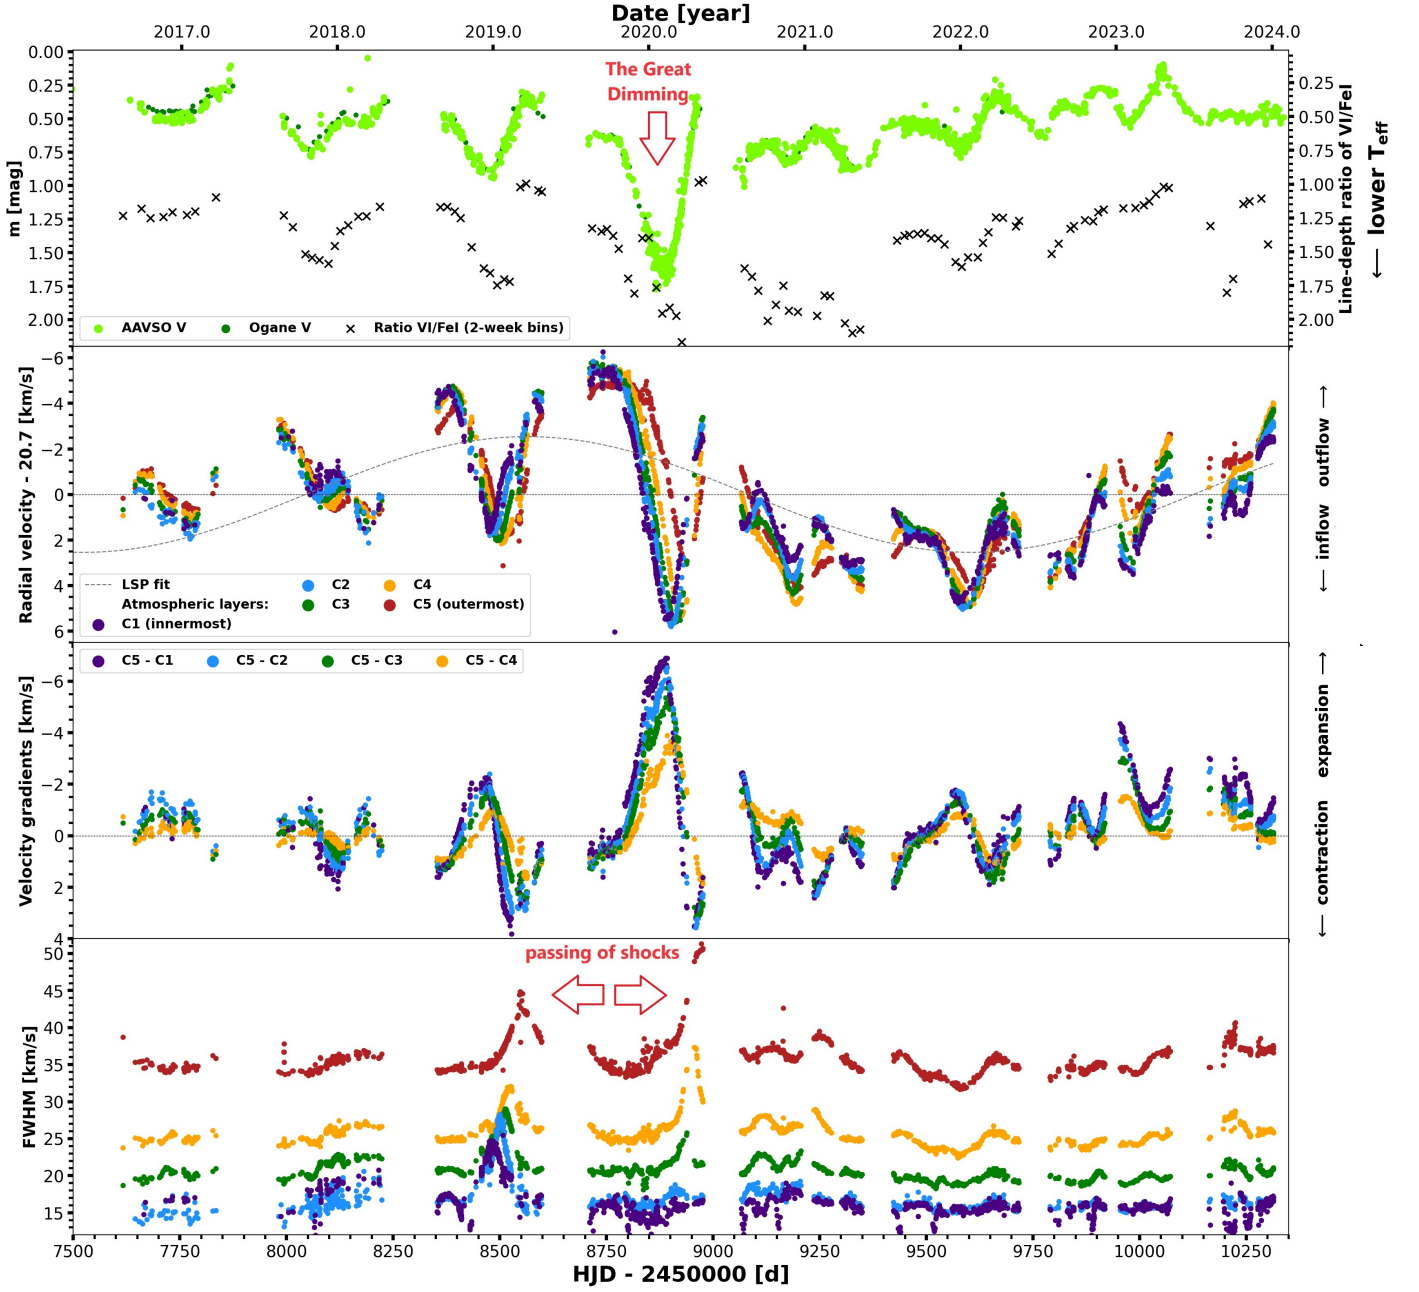 Date [year]
2017.0 2018.0 2019.0 2020.0 2021.0 2022.0 2023.0 2024.0
0.00
0.25
0.50
0.75
1.00
1.25
1.50
1.75
2.00
m [mag]
The Great
Dimming
AAVSO V Ogane V Ratio VI/FeI (2-week bins)
0.25
0.50
0.75
1.00
1.25
1.50
1.75
2.00
Line-depth ratio of VI/FeI
← lower Teff
−6
−4
−2
0
2
4
6
Radial velocity - 20.7 [km/s]
LSP fit
Atmospheric layers:
C1 (innermost)
C2
C3
C4
C5 (outermost)
← inflow outflow →
C5 - C1 C5 - C2 C5 - C3 C5 - C4
−6
−4
−2
0
2
4
Velocity gradients [km/s]
← contraction expansion →
passing of shocks
50
45
40
35
30
25
20
15
FWHM [km/s]
7500 7750 8000 8250 8500 8750 9000 9250 9500 9750 10000 10250
HJD - 2450000 [d]